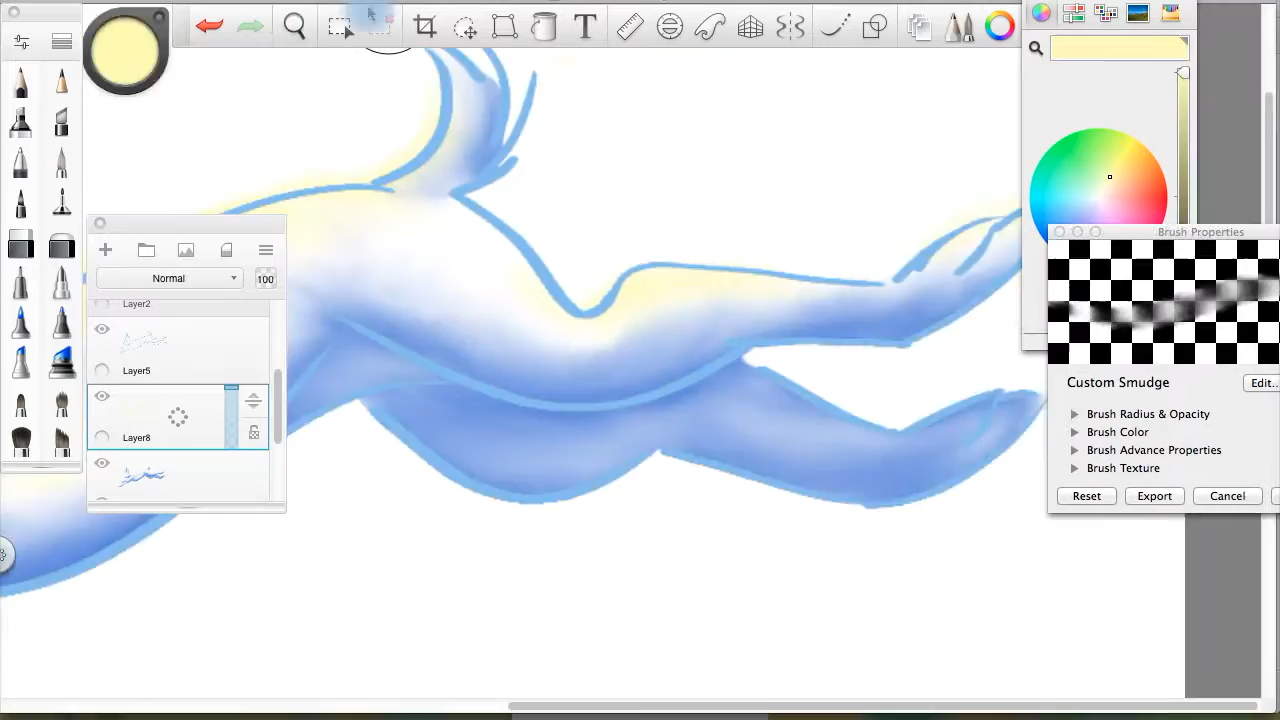 T
Normal
100
Layer2
Layer5
Layer8
Brush Properties
Custom Smudge
Edit..
Brush Radius & Opacity
Brush Color
Brush Advance Properties
Brush Texture
Reset
Export
Cancel